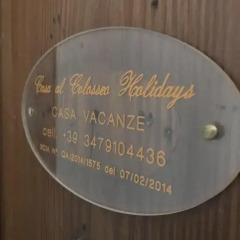 Casa al Colosseo Holidays
CASA VACANZE
cell. +39 3479104436
del 07/02/2014